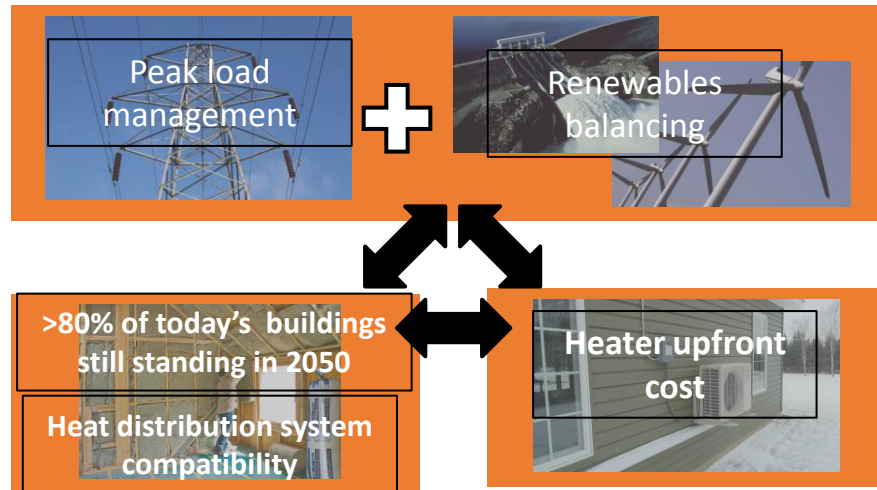 Peak load
management
Renewables
balancing
>80% of today’s buildings
still standing in 2050
Heat distribution system
compatibility
Heater upfront
cost